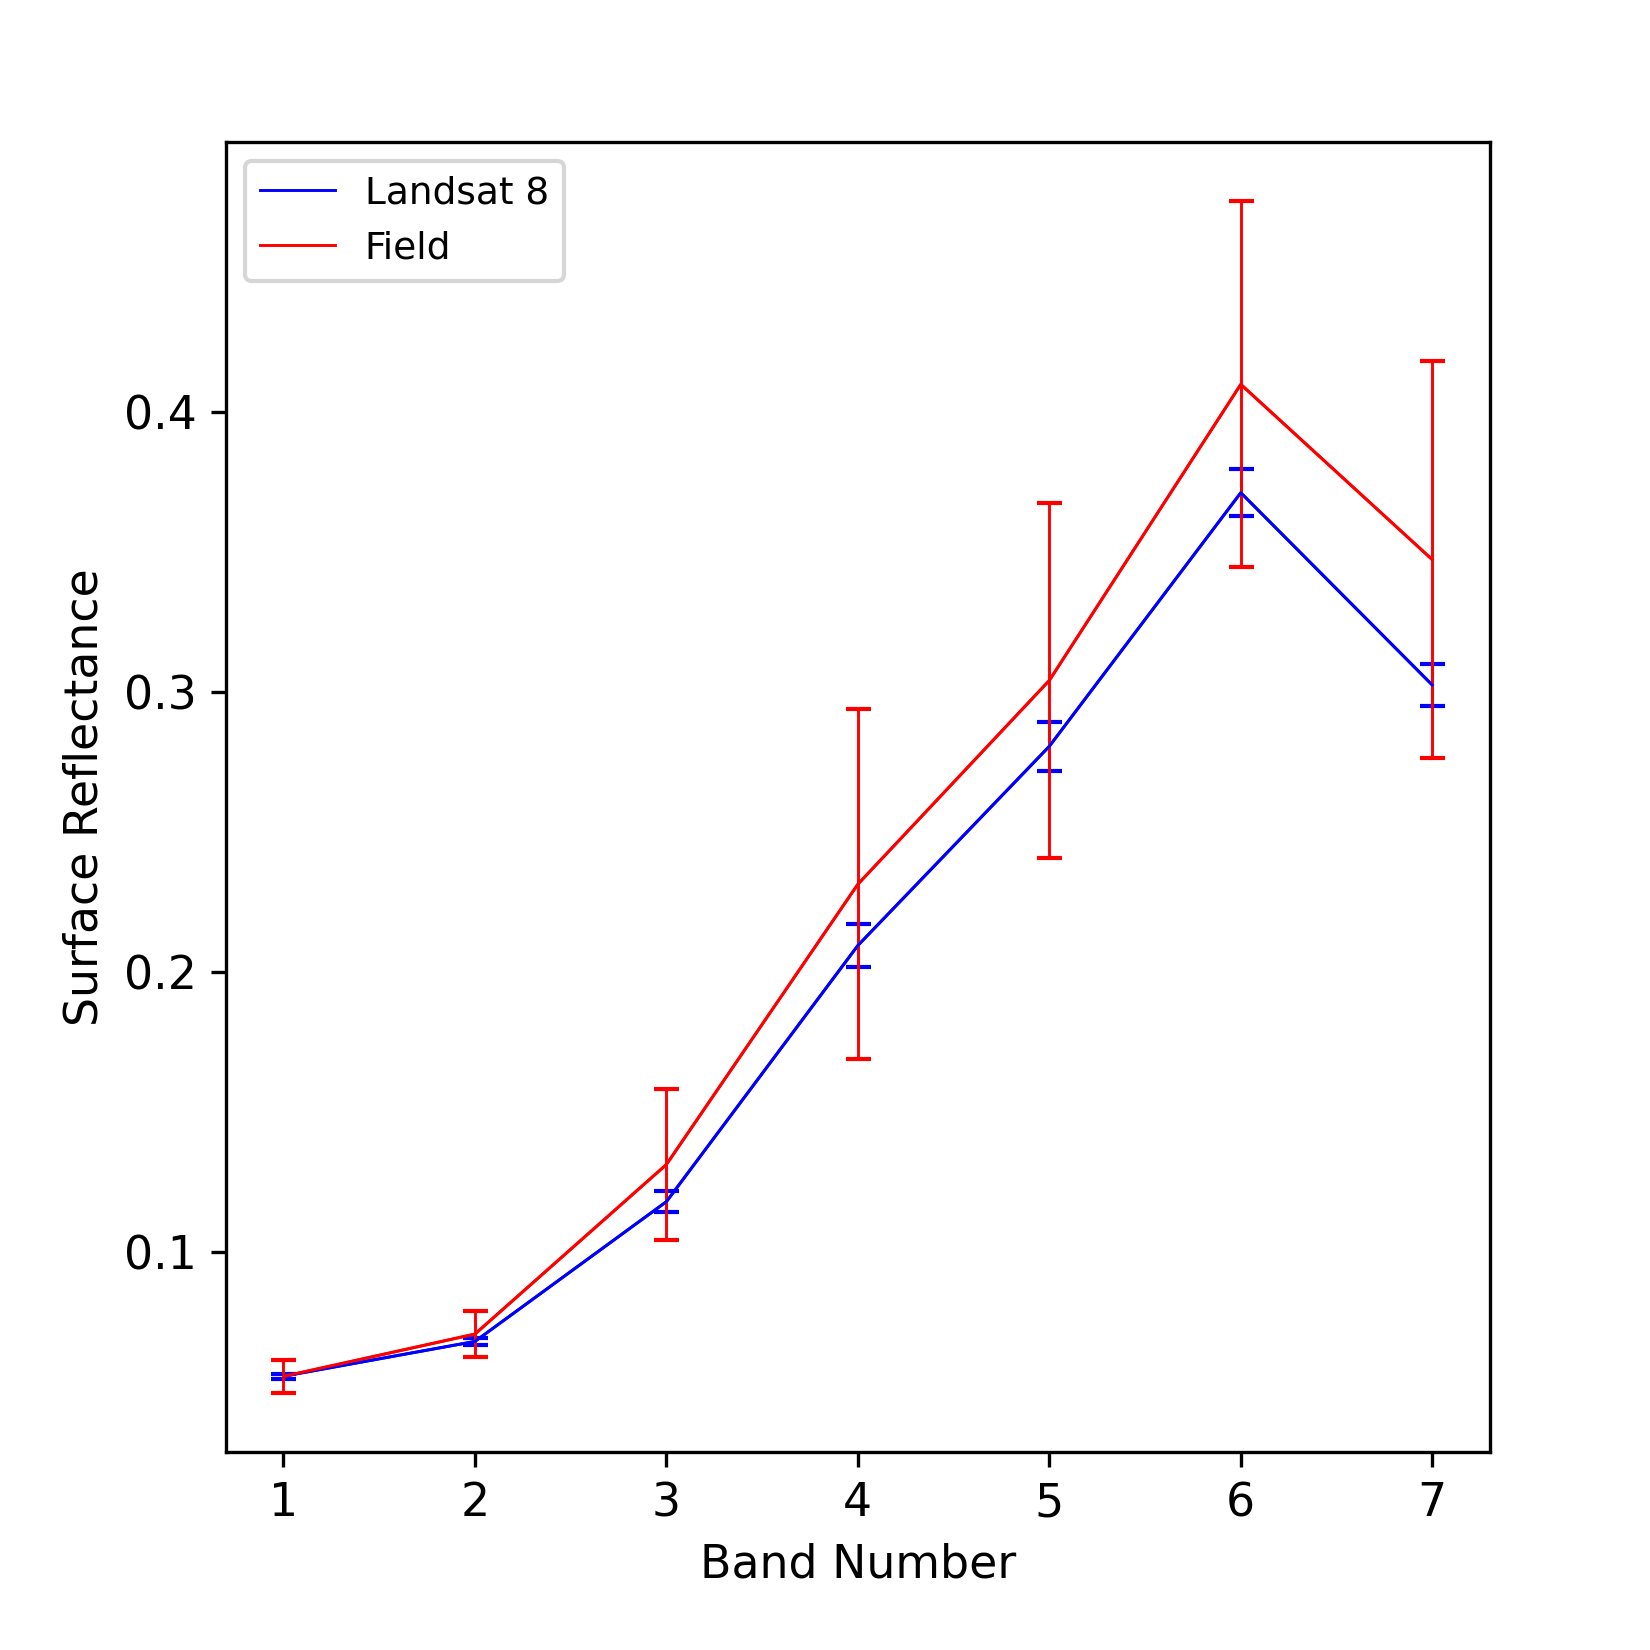 Landsat 8
Field
0.4
0.3
0.2
0.1
Surface Reflectance
1 2 3 4 5 6 7
Band Number